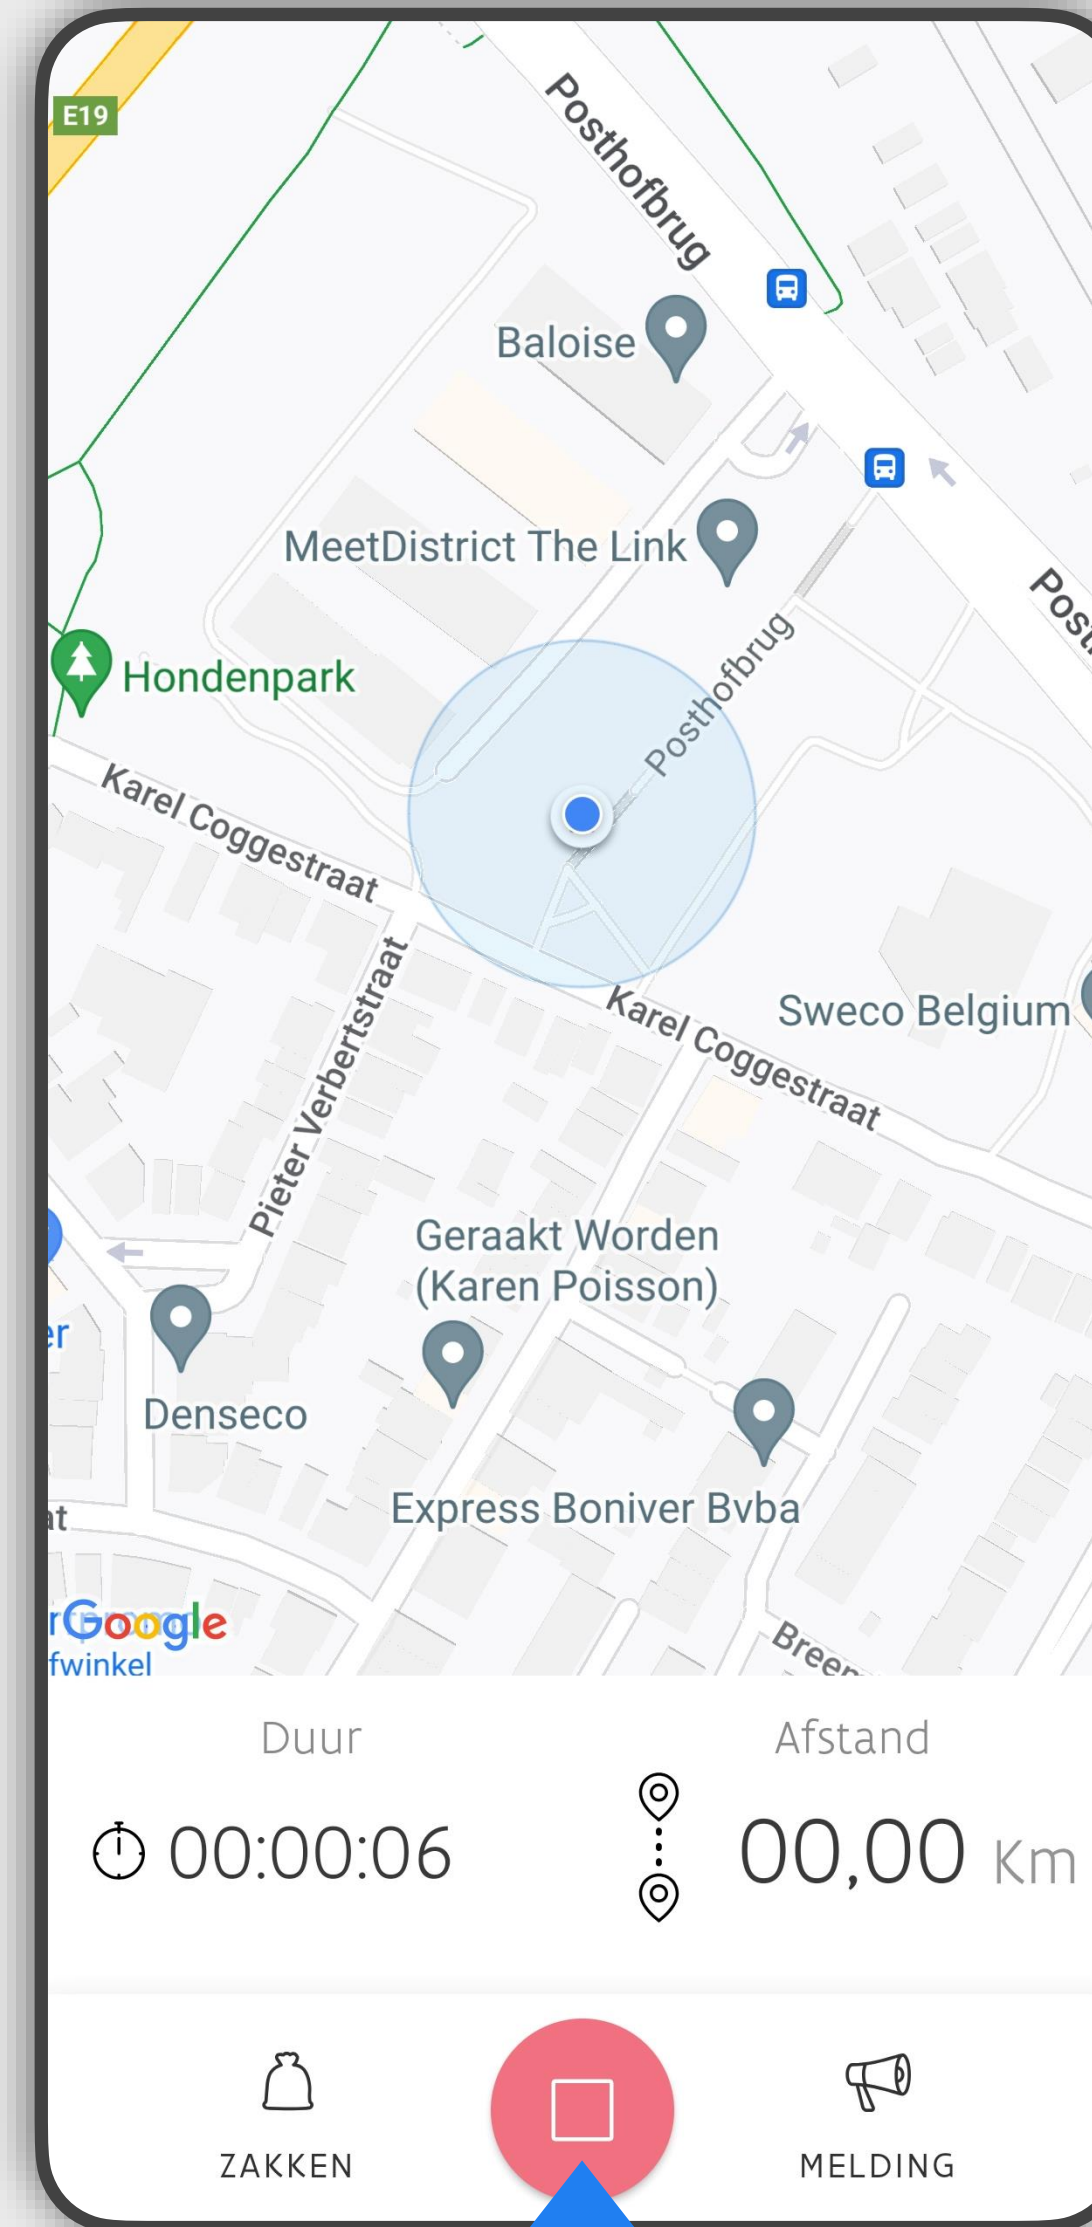 E19
Posthofbrug
Baloise
MeetDistrict The Link
Posthofbrug
Hondenpark
Karel Coggestraat
Pieter Verbertstraat
Karel Coggestraat
Sweco Belgium
Geraakt Worden
(Karen Poisson)
Denseco
Express Boniver Bvba
Google
fwinkel
Duur
Afstand
00:00:06
00,00 Km
ZAKKEN
MELDING